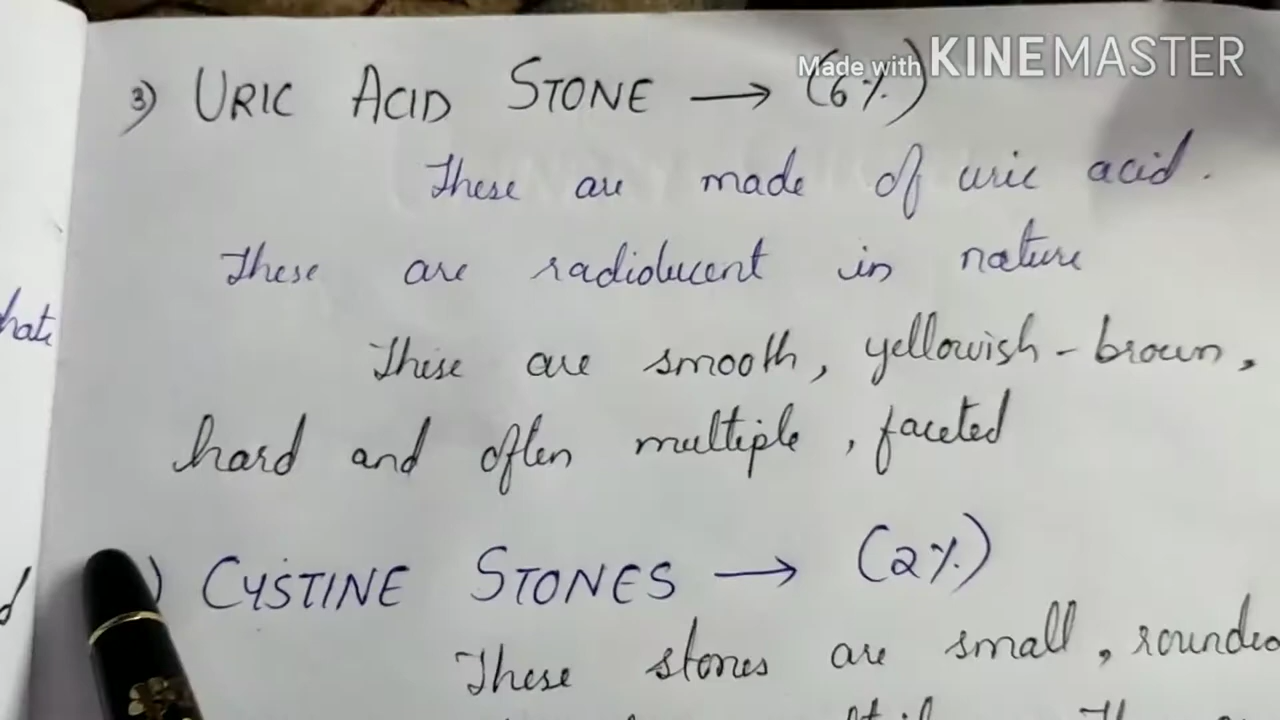 Made with KINEMASTER
3) URIC ACID STONE → (6%)
These are made of uric acid.
These are radiolucent in nature
hate
These are smooth, yellowish-brown,
hard and often multiple, faceted
) CYSTINE STONES → (2%)
These stones are small, rounded